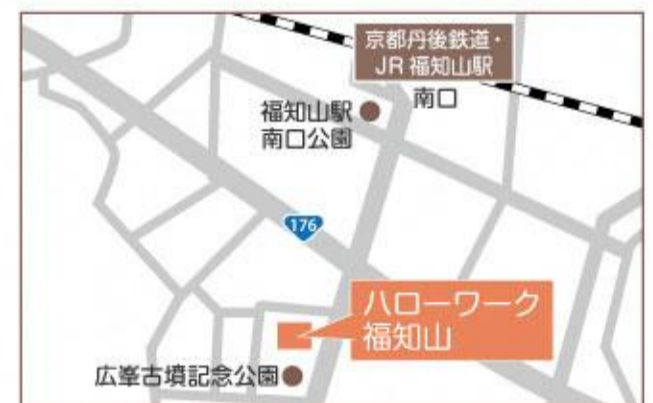 京都丹後鉄道・
JR 福知山駅
南口
福知山駅
南口公園
176
ハローワーク
福知山
広峯古墳記念公園